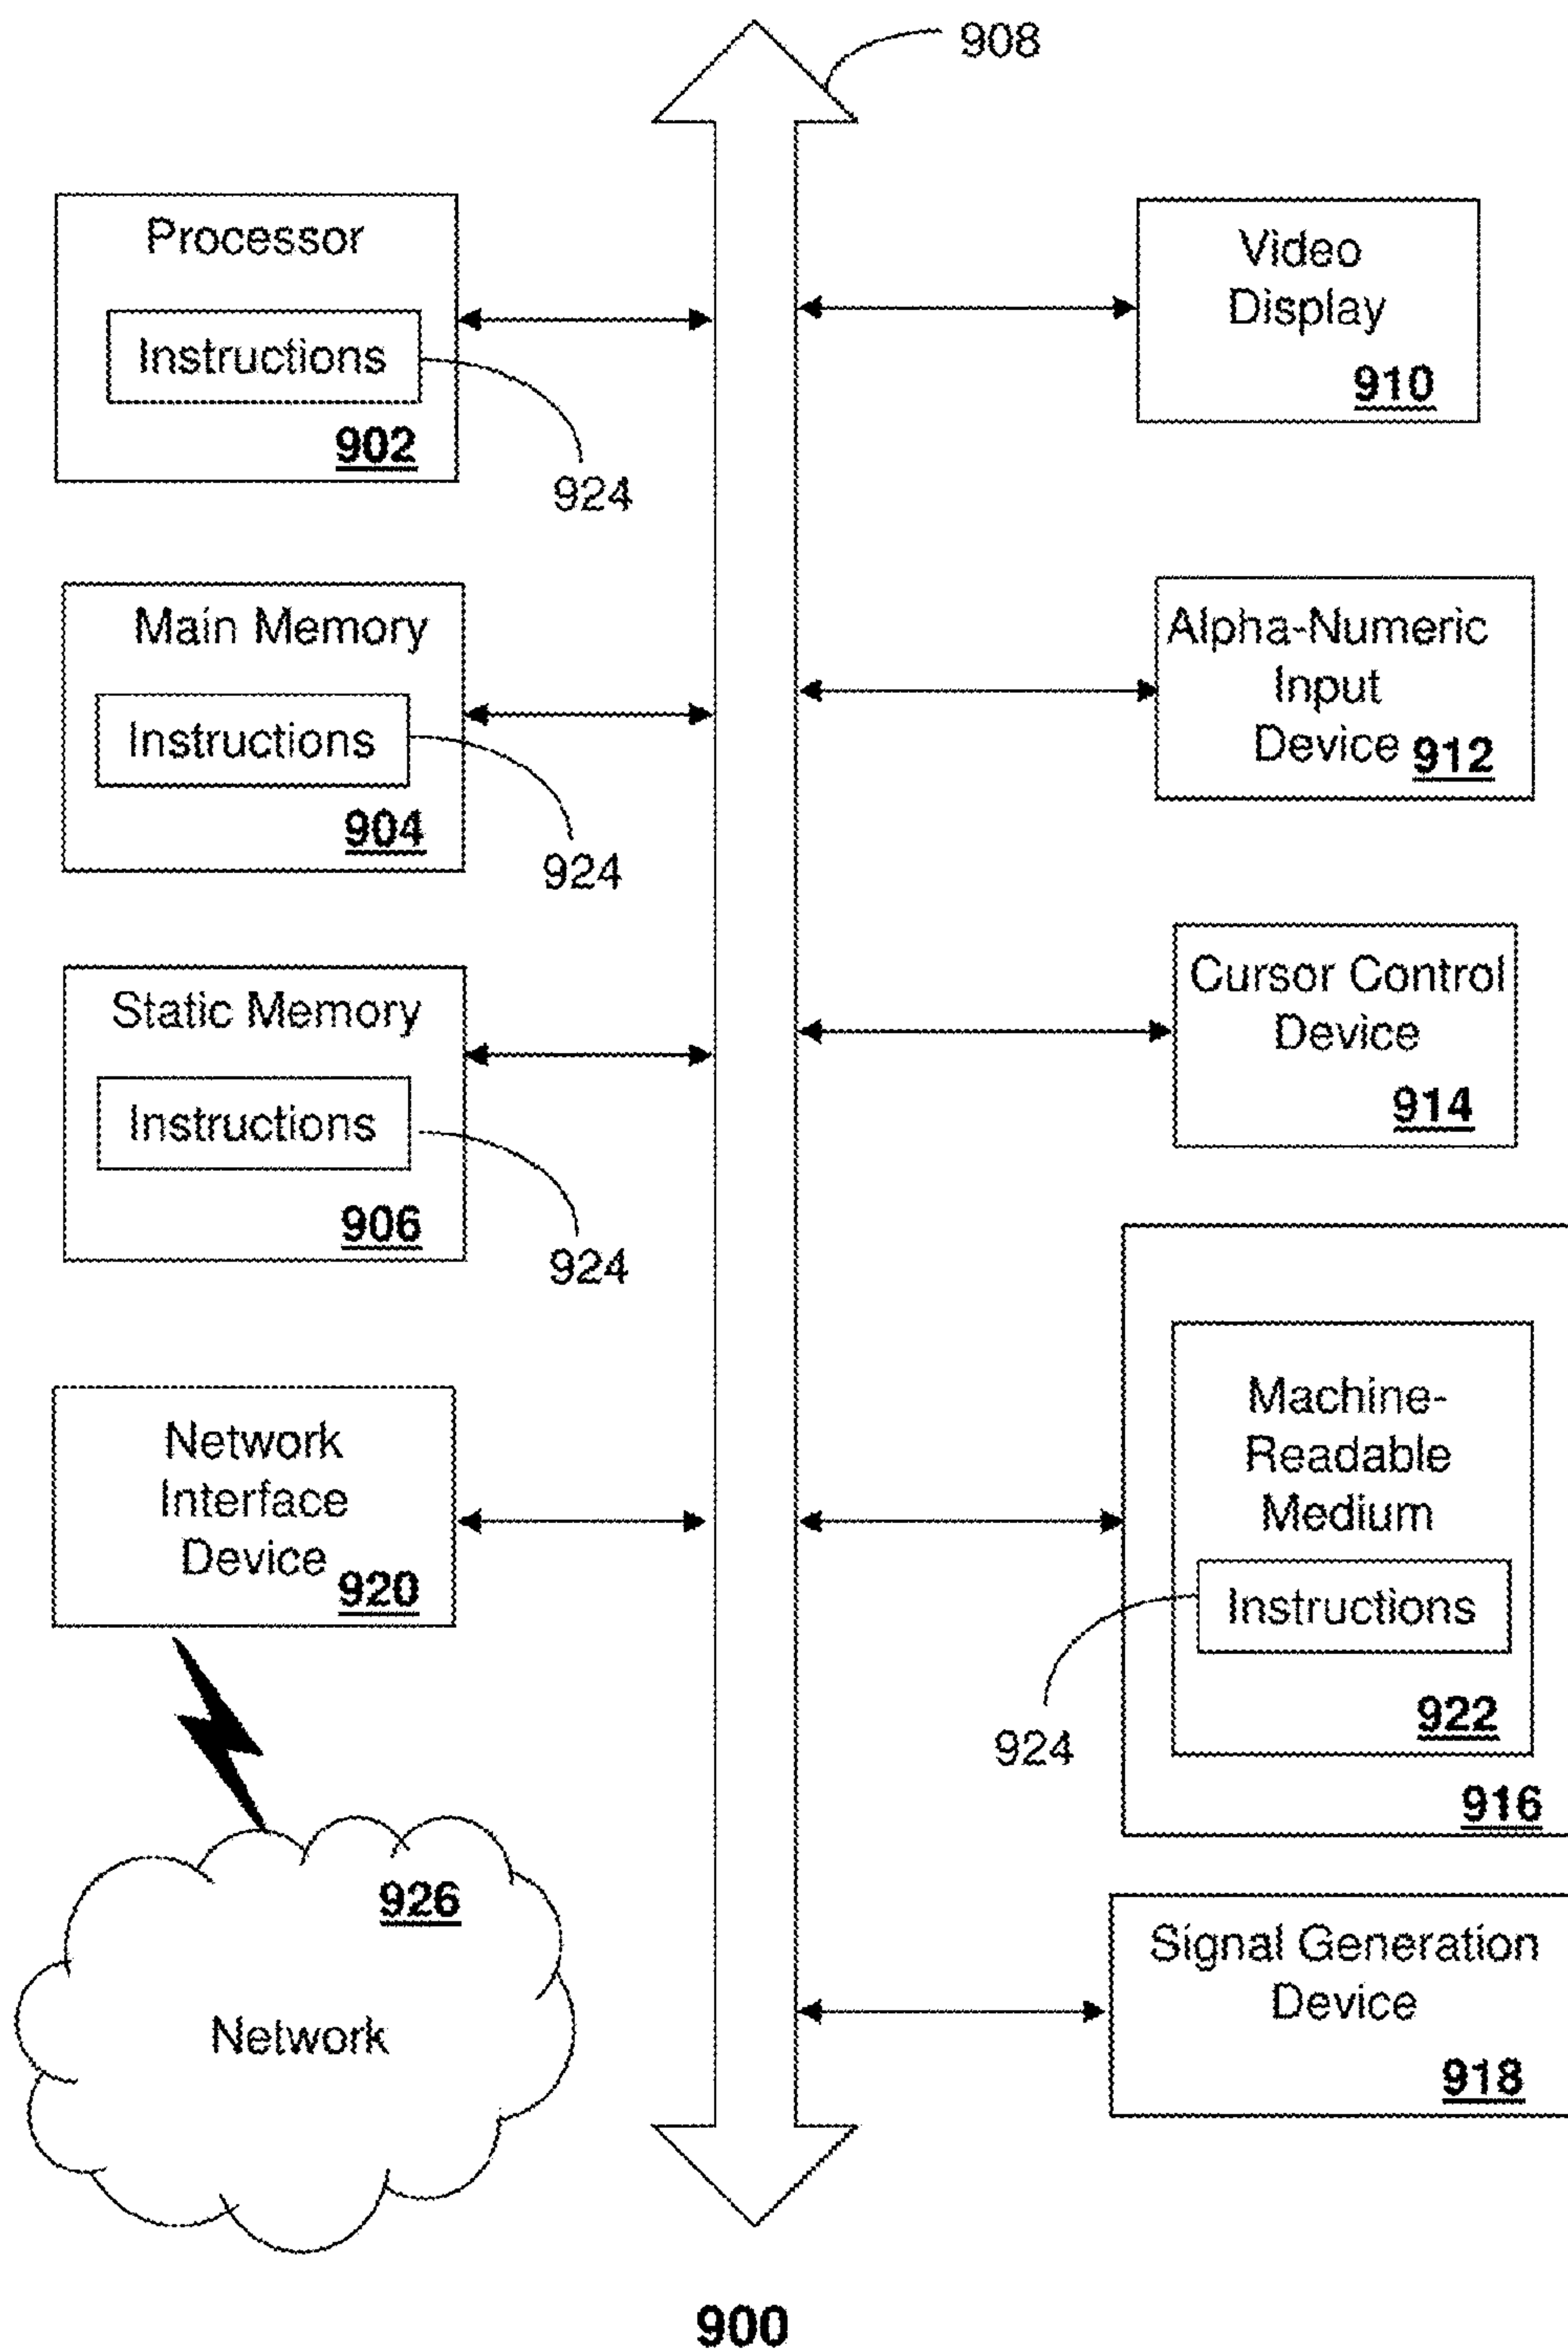 908
Processor
Instructions
902
924
Main Memory
Instructions
904
924
Static Memory
Instructions
906
924
Network
Interface
Device
920
926
Network
Video
Display
910
Alpha-Numeric
Input
Device 912
Cursor Control
Device
914
Machine-
Readable
Medium
Instructions
924
922
916
Signal Generation
Device
918
900